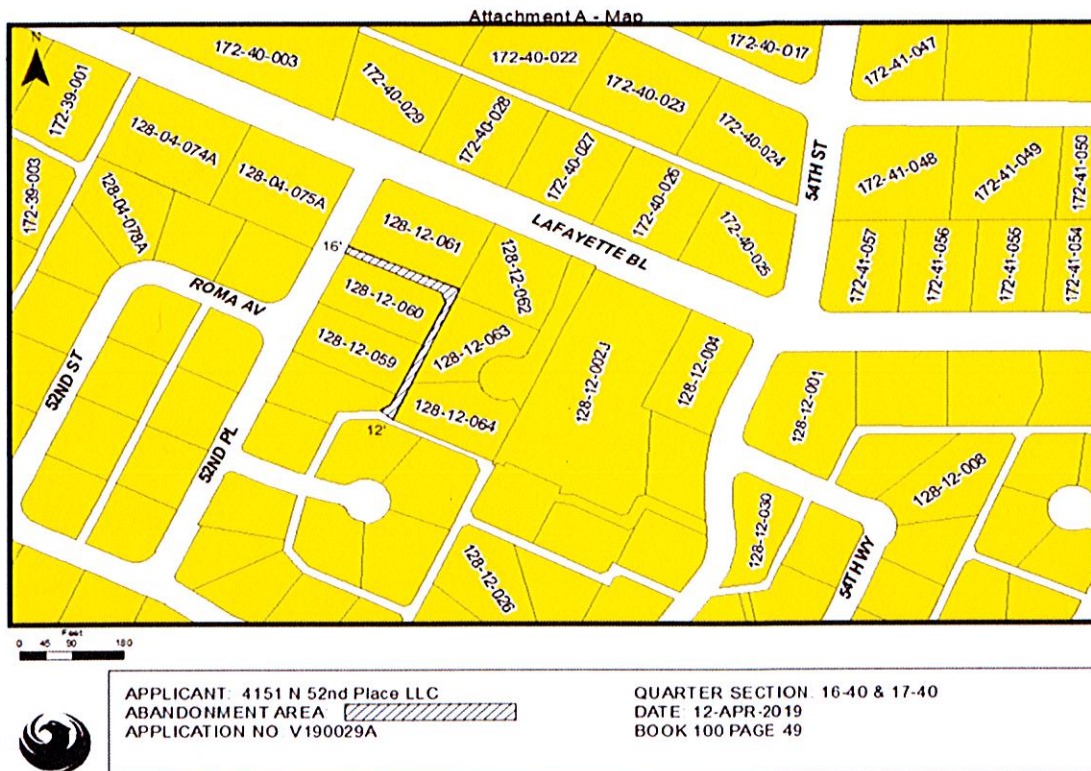 Attachment A - Map
Z
172-40-003
172-40-022
172-40-017
172-41-047
172-39-001
172-40-029
172-40-028
172-40-023
172-40-024
128-04-074A
128-04-075A
172-40-027
172-40-026
172-40-025
54TH ST
172-41-048
172-41-049
172-41-050
172-39-003
128-04-078A
128-12-061
128-12-062
LAFAYETTE BL
172-41-057
172-41-056
172-41-055
172-41-054
16'
ROMA AV
128-12-060
128-12-059
128-12-063
128-12-064
128-12-002J
128-12-004
128-12-001
52ND ST
12'
52ND PL
128-12-008
128-12-030
128-12-026
54TH WY
Feet
0 45 90 180
APPLICANT: 4151 N 52nd Place LLC
ABANDONMENT AREA:
APPLICATION NO. V190029A
QUARTER SECTION: 16-40 & 17-40
DATE: 12-APR-2019
BOOK 100 PAGE 49